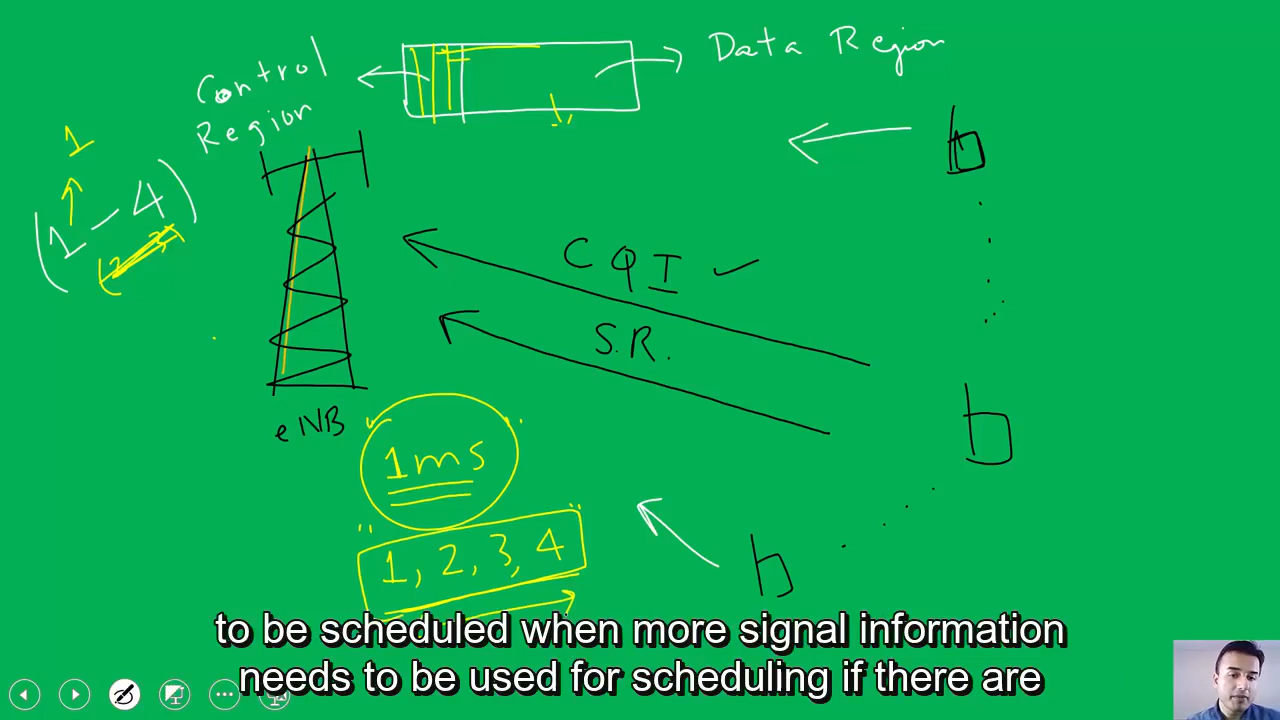 Data Region
Control
Region
1
(1-4)
CQI
S.R.
eNB
1ms
1, 2, 3, 4
to be scheduled when more signal information
needs to be used for scheduling if there are